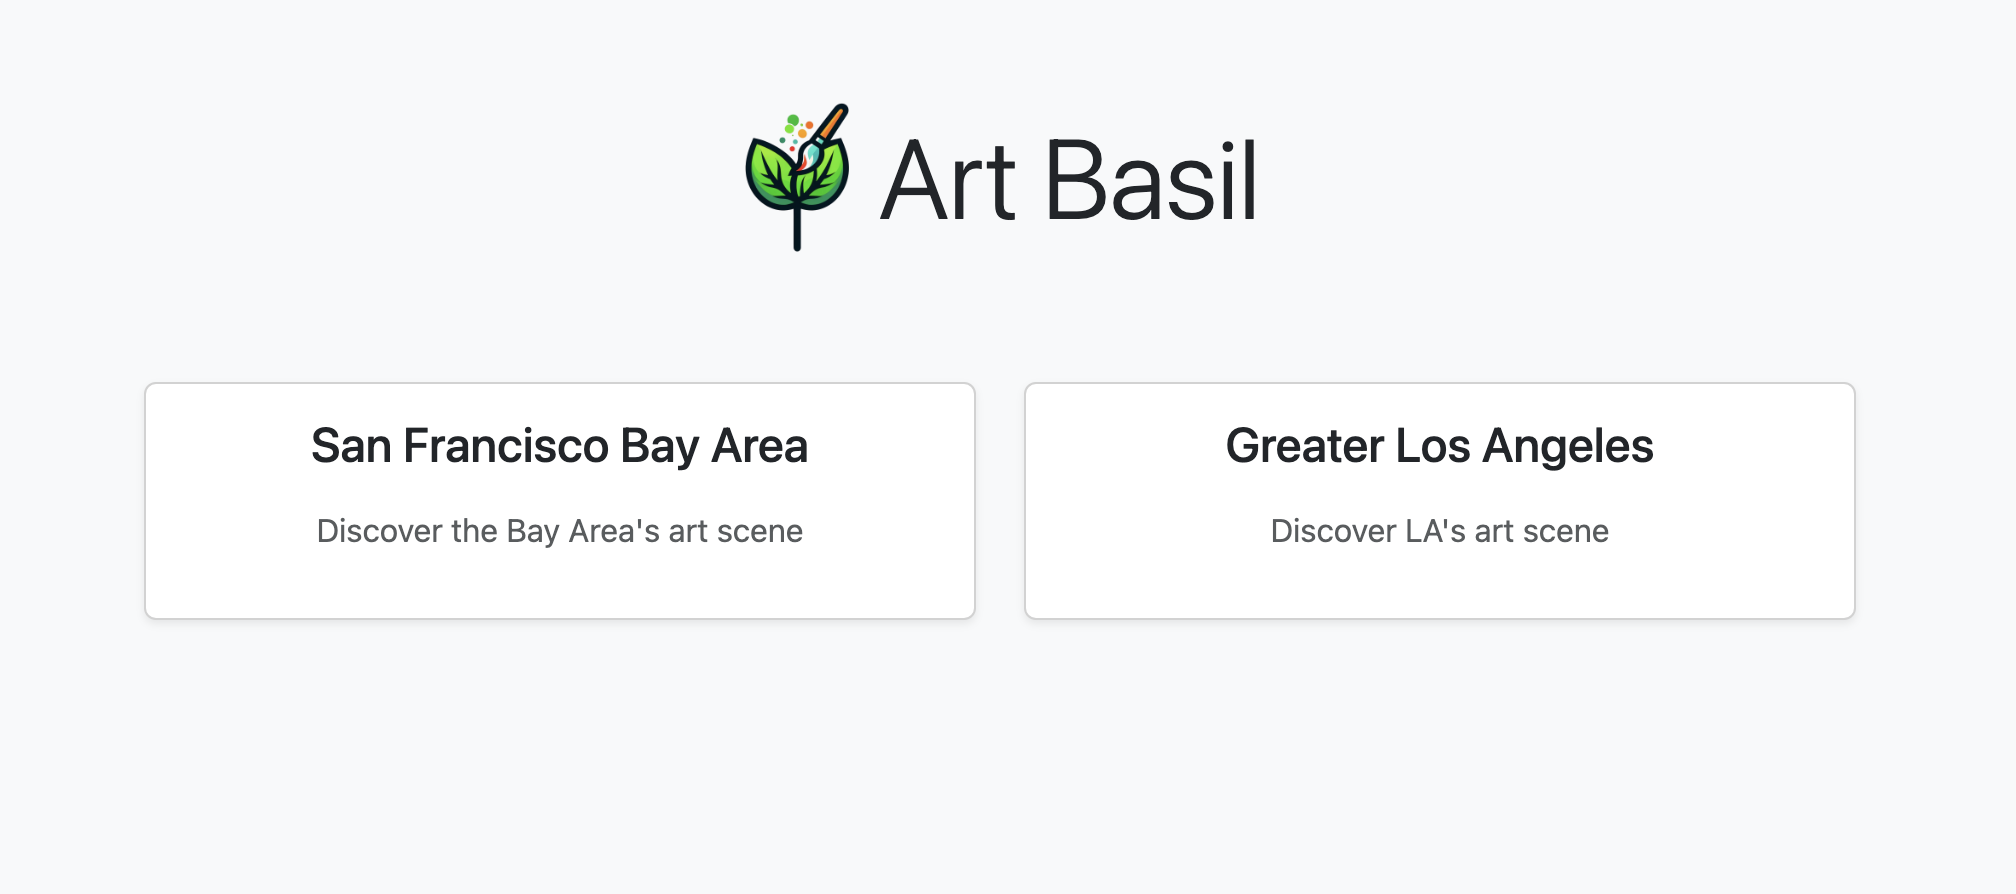 Art Basil
San Francisco Bay Area
Discover the Bay Area's art scene
Greater Los Angeles
Discover LA's art scene